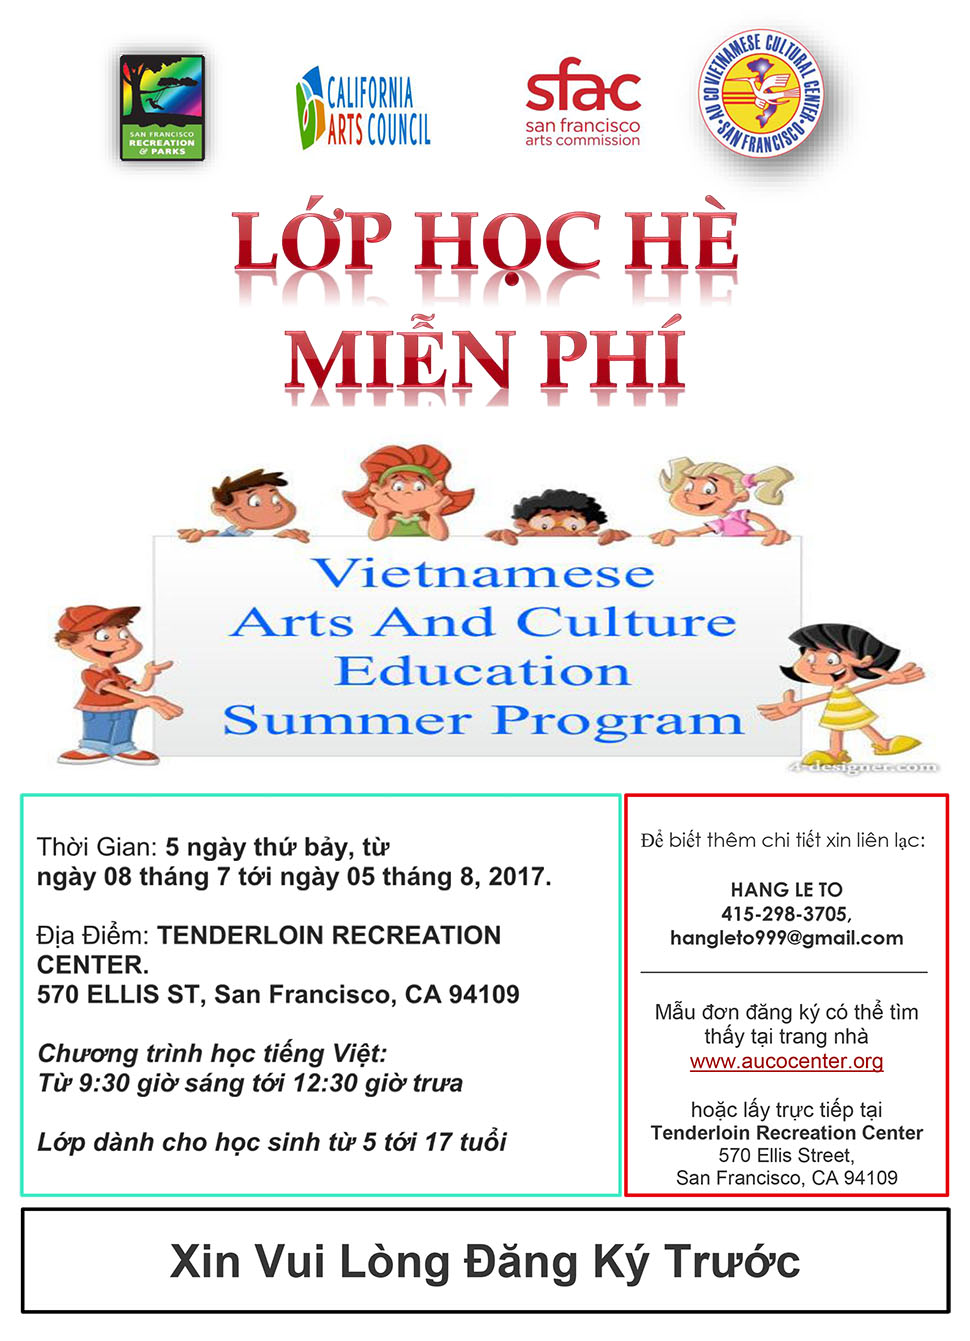 SAN FRANCISCO
RECREATION
& PARKS
CALIFORNIA
ARTS COUNCIL
sfac
san francisco
arts commission
AU CO VIETNAMESE CULTURAL CENTER
SAN FRANCISCO
LỚP HỌC HÈ
MIỄN PHÍ
Vietnamese
Arts And Culture
Education
Summer Program
4-designer.com
Thời Gian: 5 ngày thứ bảy, từ
ngày 08 tháng 7 tới ngày 05 tháng 8, 2017.
Địa Điểm: TENDERLOIN RECREATION
CENTER.
570 ELLIS ST, San Francisco, CA 94109
Chương trình học tiếng Việt:
Từ 9:30 giờ sáng tới 12:30 giờ trưa
Lớp dành cho học sinh từ 5 tới 17 tuổi
Để biết thêm chi tiết xin liên lạc:
HANG LE TO
415-298-3705,
hangleto999@gmail.com
Mẫu đơn đăng ký có thể tìm
thấy tại trang nhà
www.aucocenter.org
hoặc lấy trực tiếp tại
Tenderloin Recreation Center
570 Ellis Street,
San Francisco, CA 94109
Xin Vui Lòng Đăng Ký Trước